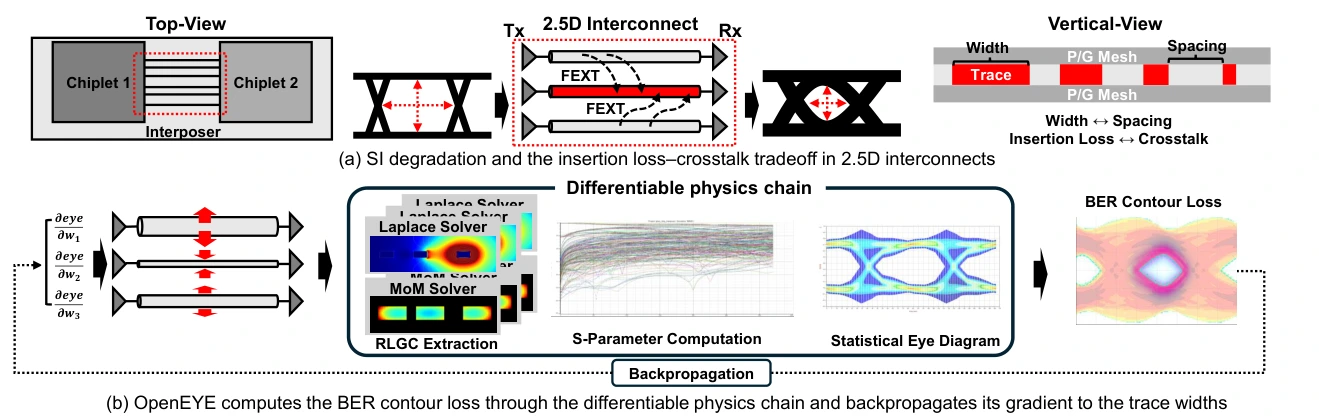 Top-View
Chiplet 1
Chiplet 2
Interposer
2.5D Interconnect
Tx
Rx
FEXT
FEXT
Vertical-View
Width
Spacing
P/G Mesh
Trace
P/G Mesh
Width ↔ Spacing
Insertion Loss ↔ Crosstalk
(a) SI degradation and the insertion loss–crosstalk tradeoff in 2.5D interconnects
∂eye
∂w₁
∂eye
∂w₂
∂eye
∂w₃
Differentiable physics chain
Laplace Solver
Laplace Solver
Laplace Solver
MoM Solver
MoM Solver
RLGC Extraction
S-Parameter Computation
Statistical Eye Diagram
BER Contour Loss
Backpropagation
(b) OpenEYE computes the BER contour loss through the differentiable physics chain and backpropagates its gradient to the trace widths